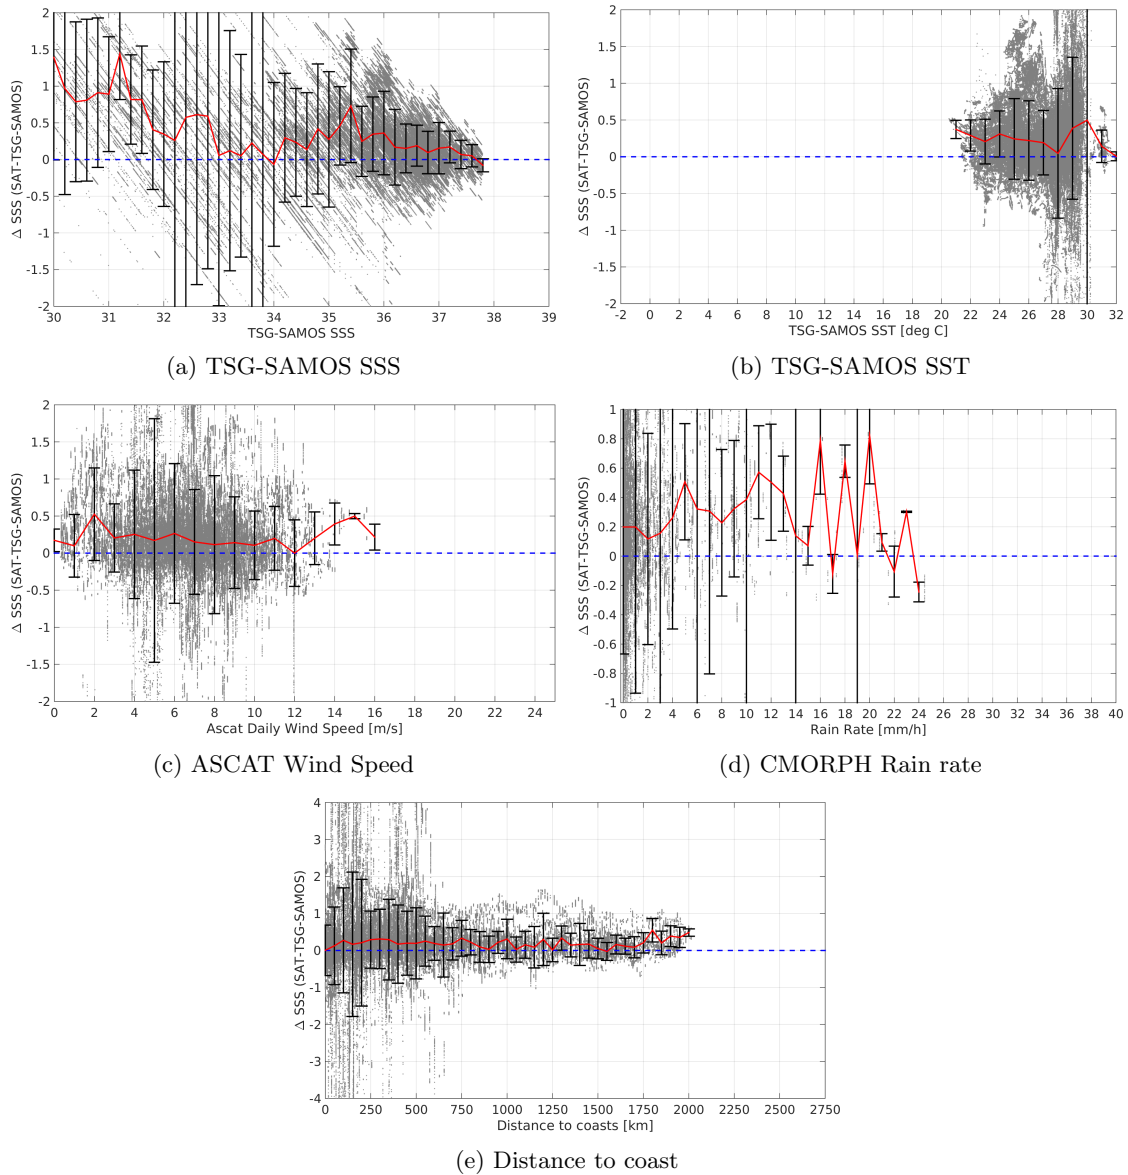 2
1.5
1
0.5
0
-0.5
-1
-1.5
-2
Δ SSS (SAT-TSG-SAMOS)
30 31 32 33 34 35 36 37 38 39
TSG-SAMOS SSS
(a) TSG-SAMOS SSS
2
1.5
1
0.5
0
-0.5
-1
-1.5
-2
Δ SSS (SAT-TSG-SAMOS)
-2 0 2 4 6 8 10 12 14 16 18 20 22 24 26 28 30 32
TSG-SAMOS SST [deg C]
(b) TSG-SAMOS SST
2
1.5
1
0.5
0
-0.5
-1
-1.5
-2
Δ SSS (SAT-TSG-SAMOS)
0 2 4 6 8 10 12 14 16 18 20 22 24
Ascat Daily Wind Speed [m/s]
(c) ASCAT Wind Speed
1
0.8
0.6
0.4
0.2
0
-0.2
-0.4
-0.6
-0.8
-1
Δ SSS (SAT-TSG-SAMOS)
0 2 4 6 8 10 12 14 16 18 20 22 24 26 28 30 32 34 36 38 40
Rain Rate [mm/h]
(d) CMORPH Rain rate
4
3
2
1
0
-1
-2
-3
-4
Δ SSS (SAT-TSG-SAMOS)
0 250 500 750 1000 1250 1500 1750 2000 2250 2500 2750
Distance to coasts [km]
(e) Distance to coast